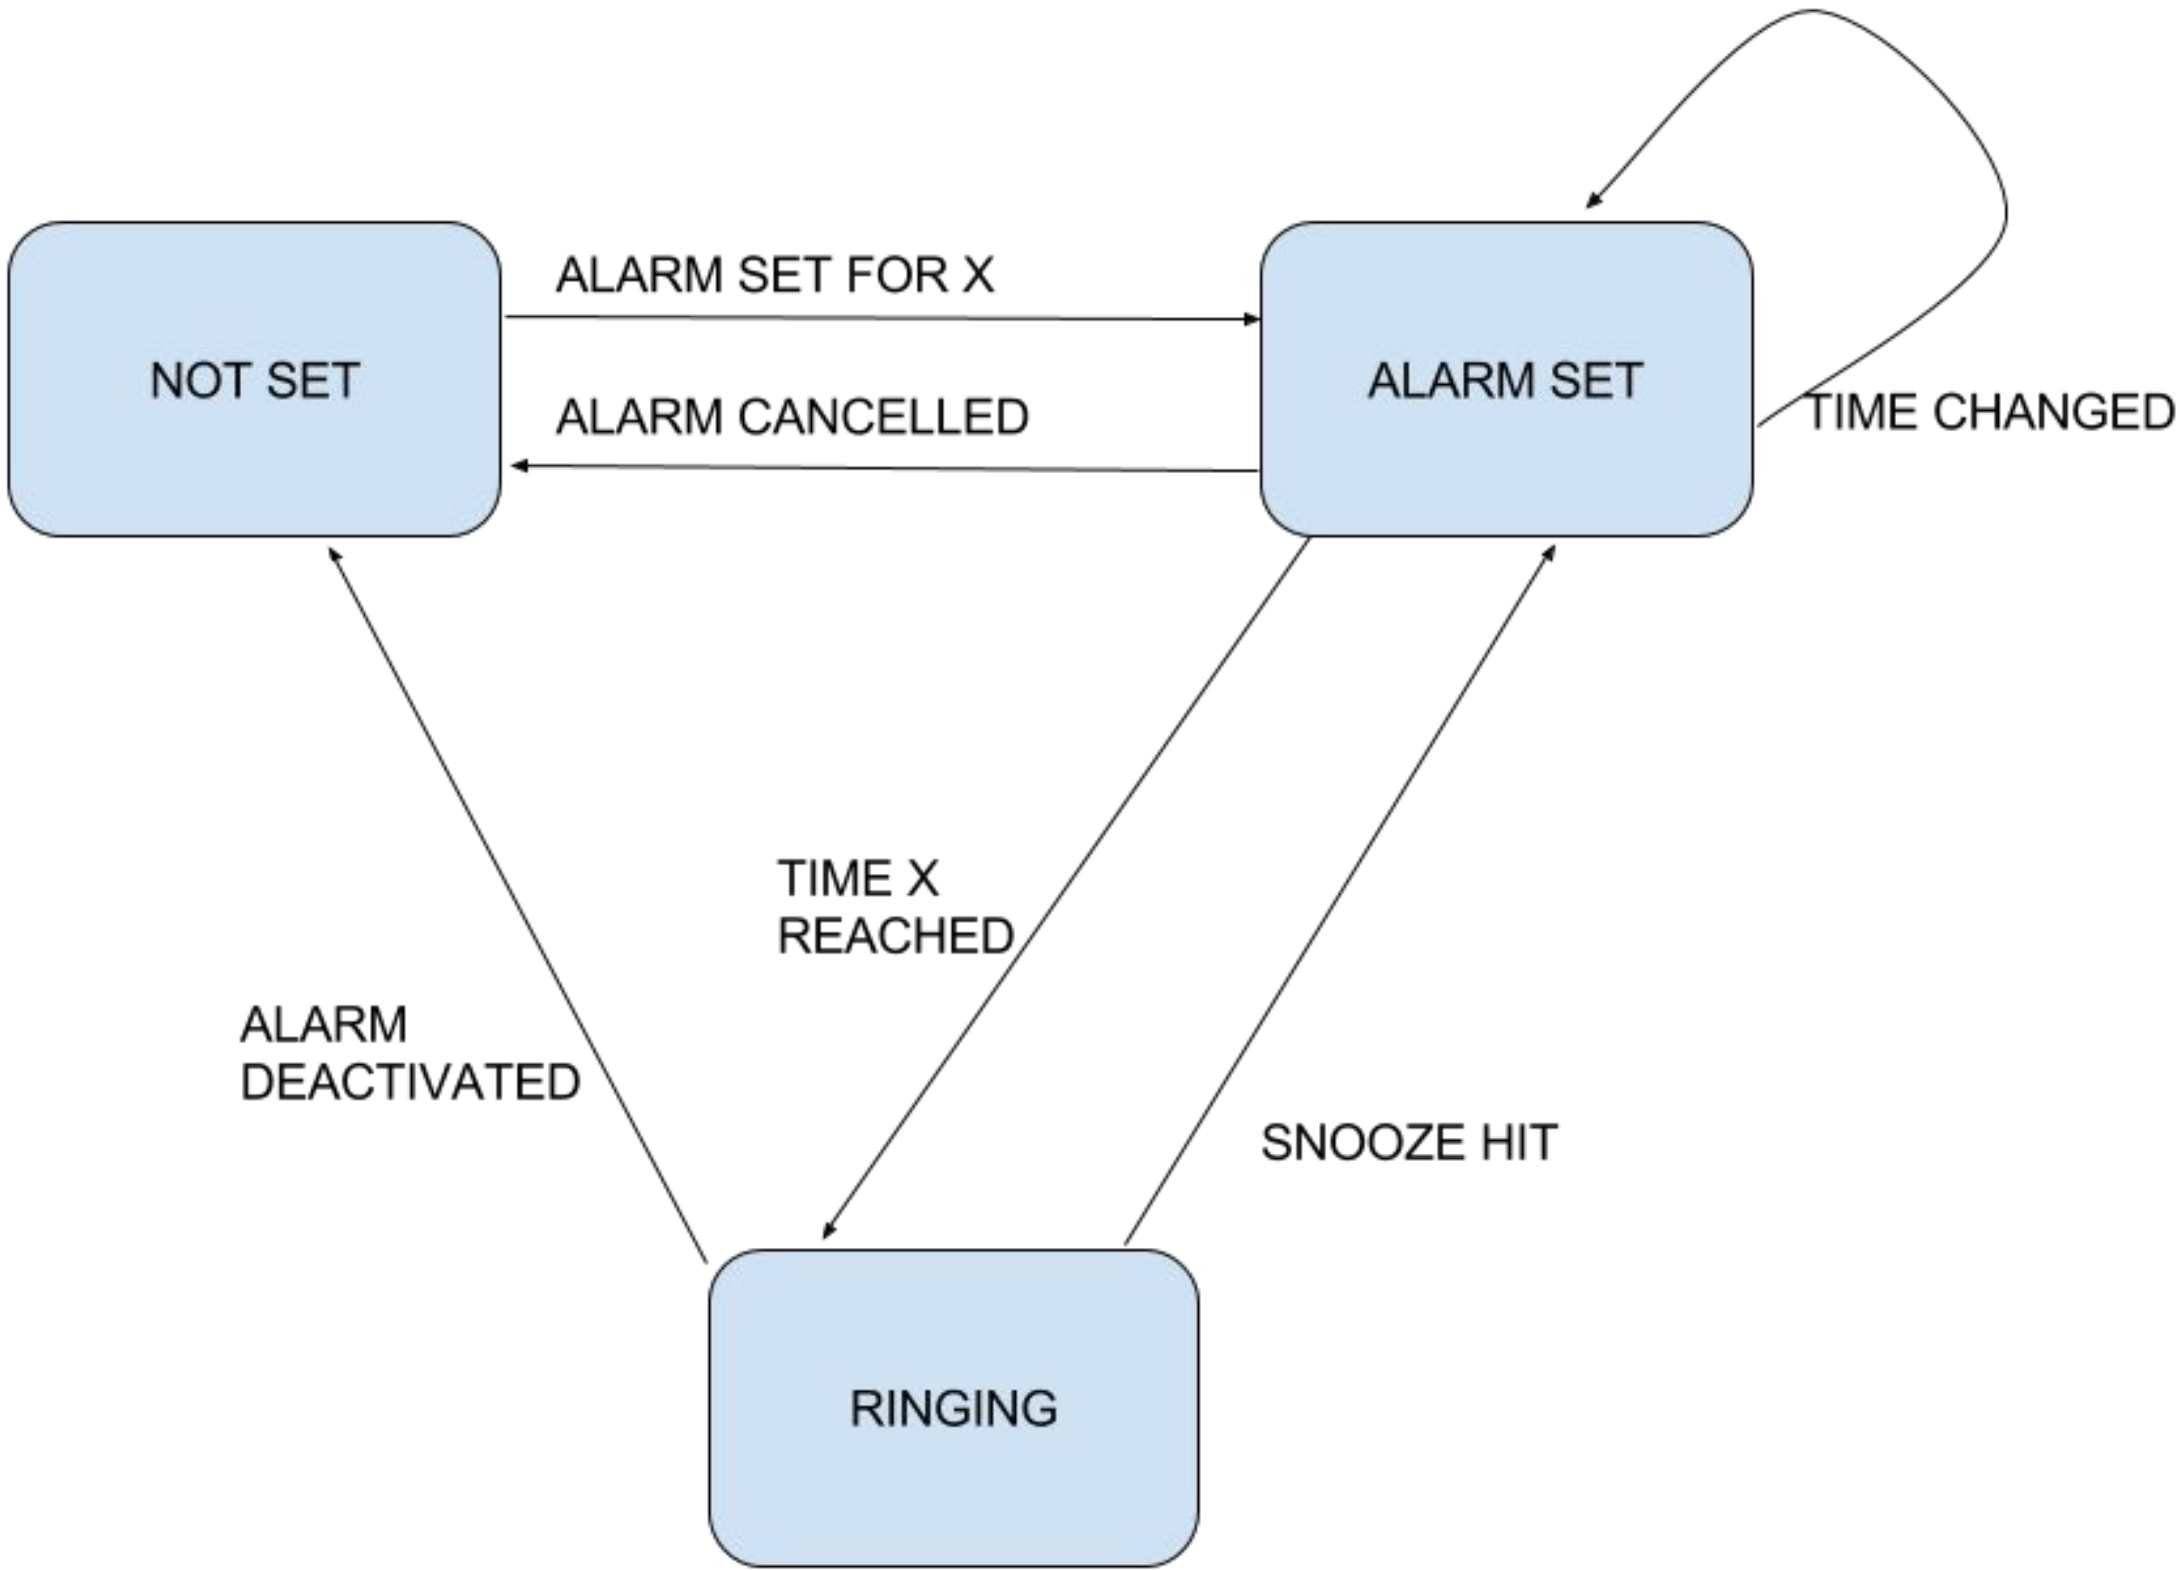 ALARM SET FOR X
NOT SET
ALARM SET
ALARM CANCELLED
TIME CHANGED
TIME X
REACHED
ALARM
DEACTIVATED
SNOOZE HIT
RINGING